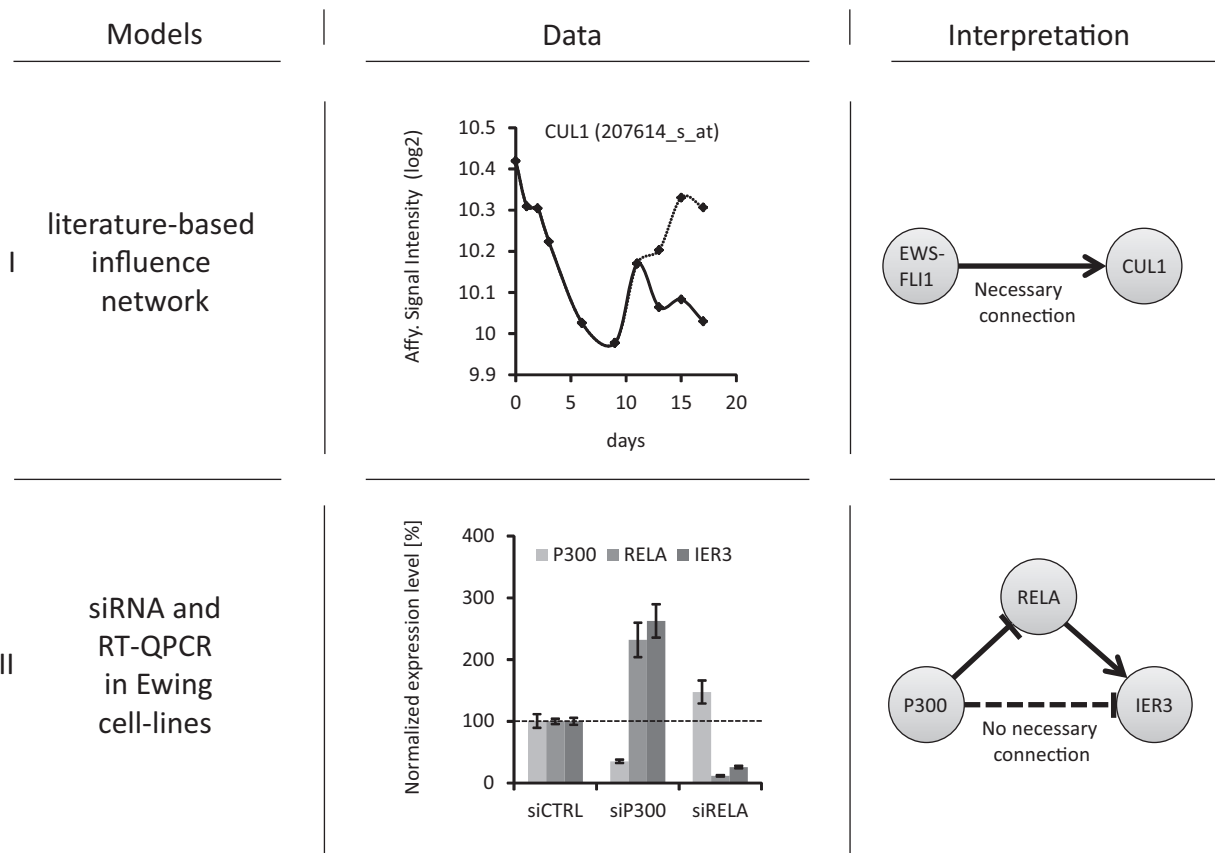 Models
Data
Interpretation
I
literature-based
influence
network
CUL1 (207614_s_at)
Affy. Signal Intensity (log2)
10.5
10.4
10.3
10.2
10.1
10
9.9
0
5
10
15
20
days
EWS-
FLI1
CUL1
Necessary
connection
II
siRNA and
RT-QPCR
in Ewing
cell-lines
Normalized expression level [%]
400
300
200
100
0
P300 RELA IER3
siCTRL
siP300
siRELA
RELA
P300
IER3
No necessary
connection